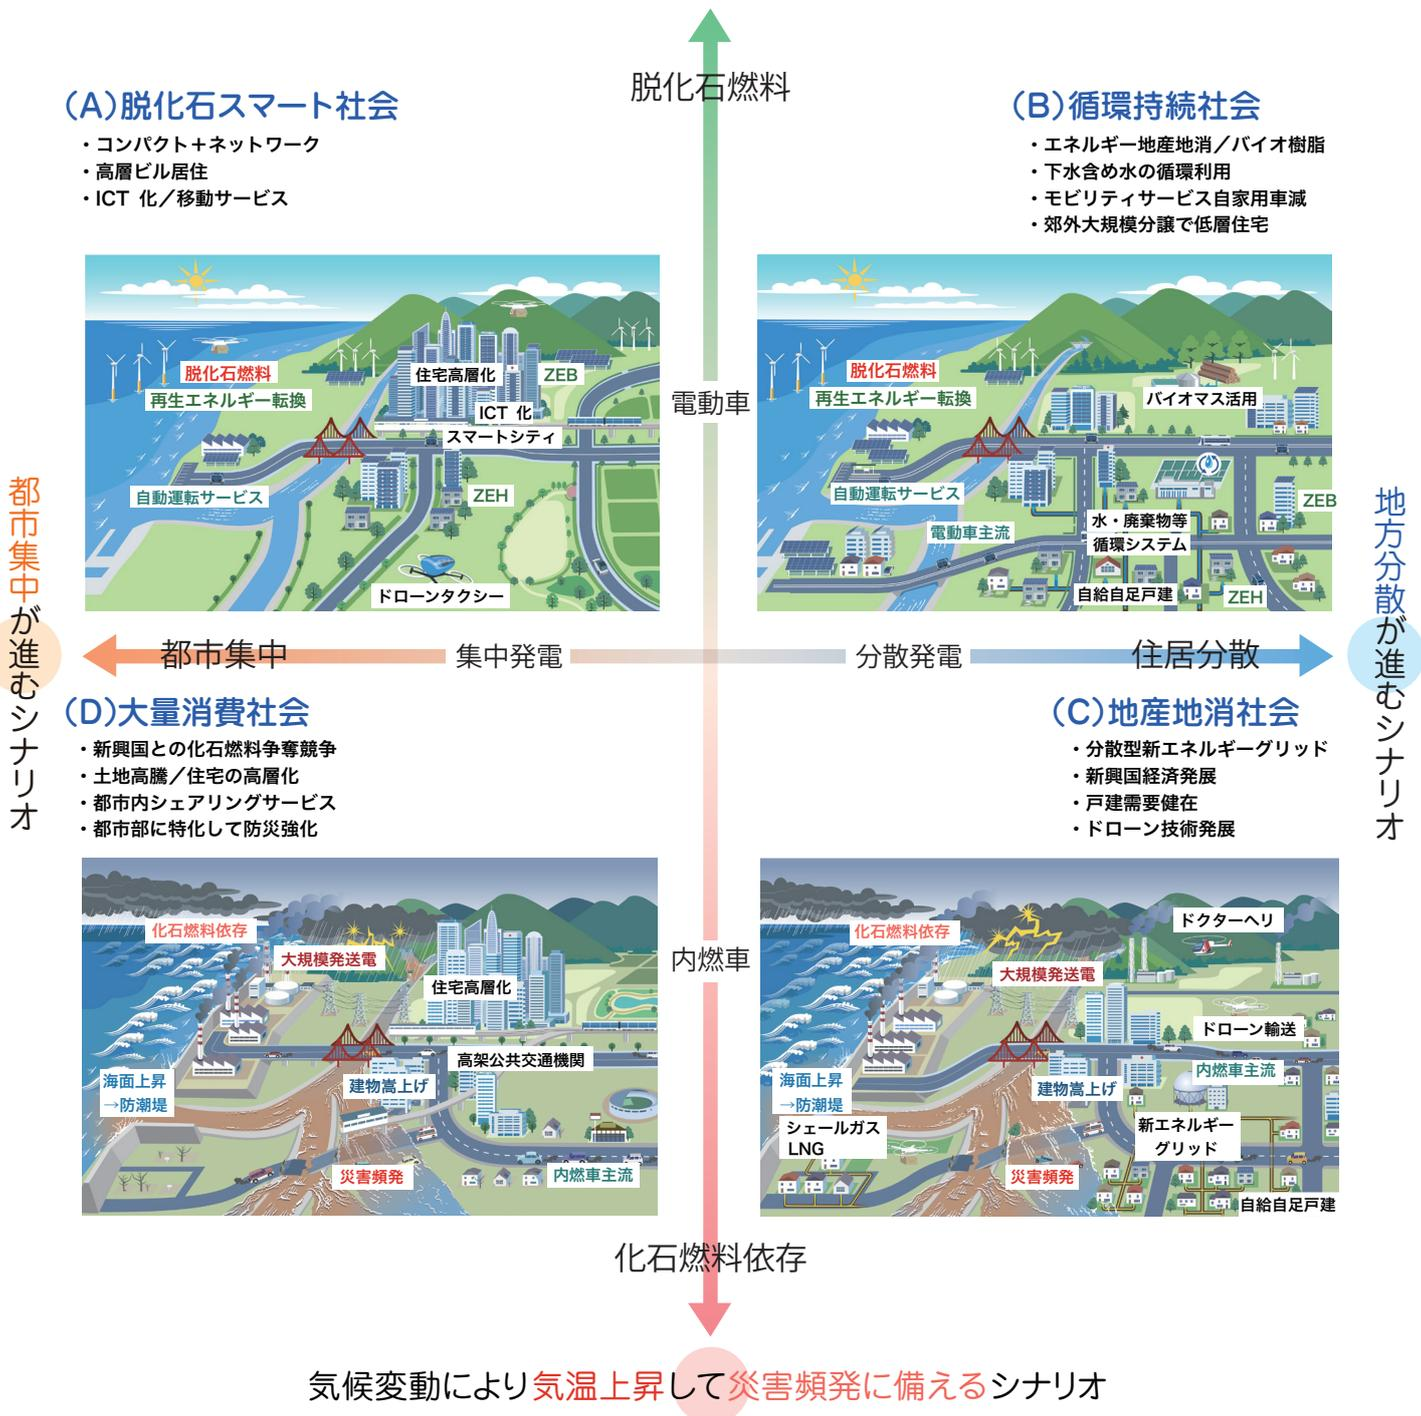 脱化石燃料
(A)脱化石スマート社会
・コンパクト＋ネットワーク
・高層ビル居住
・ICT 化／移動サービス
(B)循環持続社会
・エネルギー地産地消／バイオ樹脂
・下水含め水の循環利用
・モビリティサービス自家用車減
・郊外大規模分譲で低層住宅
脱化石燃料
再生エネルギー転換
住宅高層化
ZEB
ICT 化
スマートシティ
自動運転サービス
ZEH
ドローンタクシー
電動車
脱化石燃料
再生エネルギー転換
バイオマス活用
自動運転サービス
電動車主流
ZEB
水・廃棄物等
循環システム
自給自足戸建
ZEH
都市集中が進むシナリオ
地方分散が進むシナリオ
都市集中
集中発電
分散発電
住居分散
(D)大量消費社会
・新興国との化石燃料争奪競争
・土地高騰／住宅の高層化
・都市内シェアリングサービス
・都市部に特化して防災強化
(C)地産地消社会
・分散型新エネルギーグリッド
・新興国経済発展
・戸建需要健在
・ドローン技術発展
化石燃料依存
大規模発送電
住宅高層化
高架公共交通機関
海面上昇
→防潮堤
建物嵩上げ
災害頻発
内燃車主流
内燃車
化石燃料依存
ドクターヘリ
大規模発送電
ドローン輸送
内燃車主流
海面上昇
→防潮堤
建物嵩上げ
シェールガス
LNG
新エネルギー
グリッド
災害頻発
自給自足戸建
化石燃料依存
気候変動により気温上昇して災害頻発に備えるシナリオ